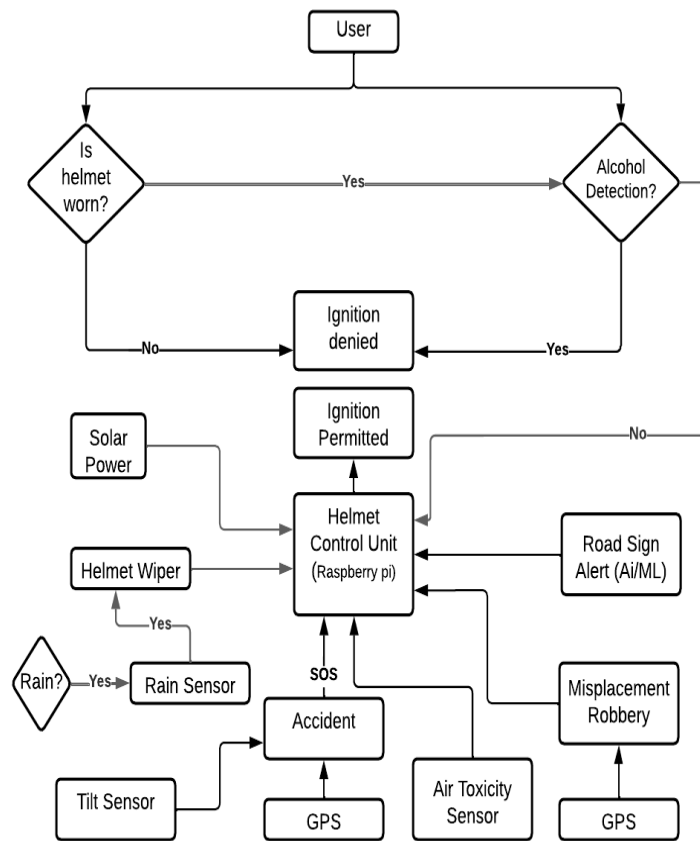 User
Is
helmet
worn?
Yes
Alcohol
Detection?
Ignition
denied
No
Yes
Ignition
Permitted
Solar
Power
No
Helmet
Control Unit
(Raspberry pi)
Road Sign
Alert (Ai/ML)
Helmet Wiper
Yes
Rain?
Yes
Rain Sensor
SOS
Misplacement
Robbery
Accident
Tilt Sensor
Air Toxicity
Sensor
GPS
GPS